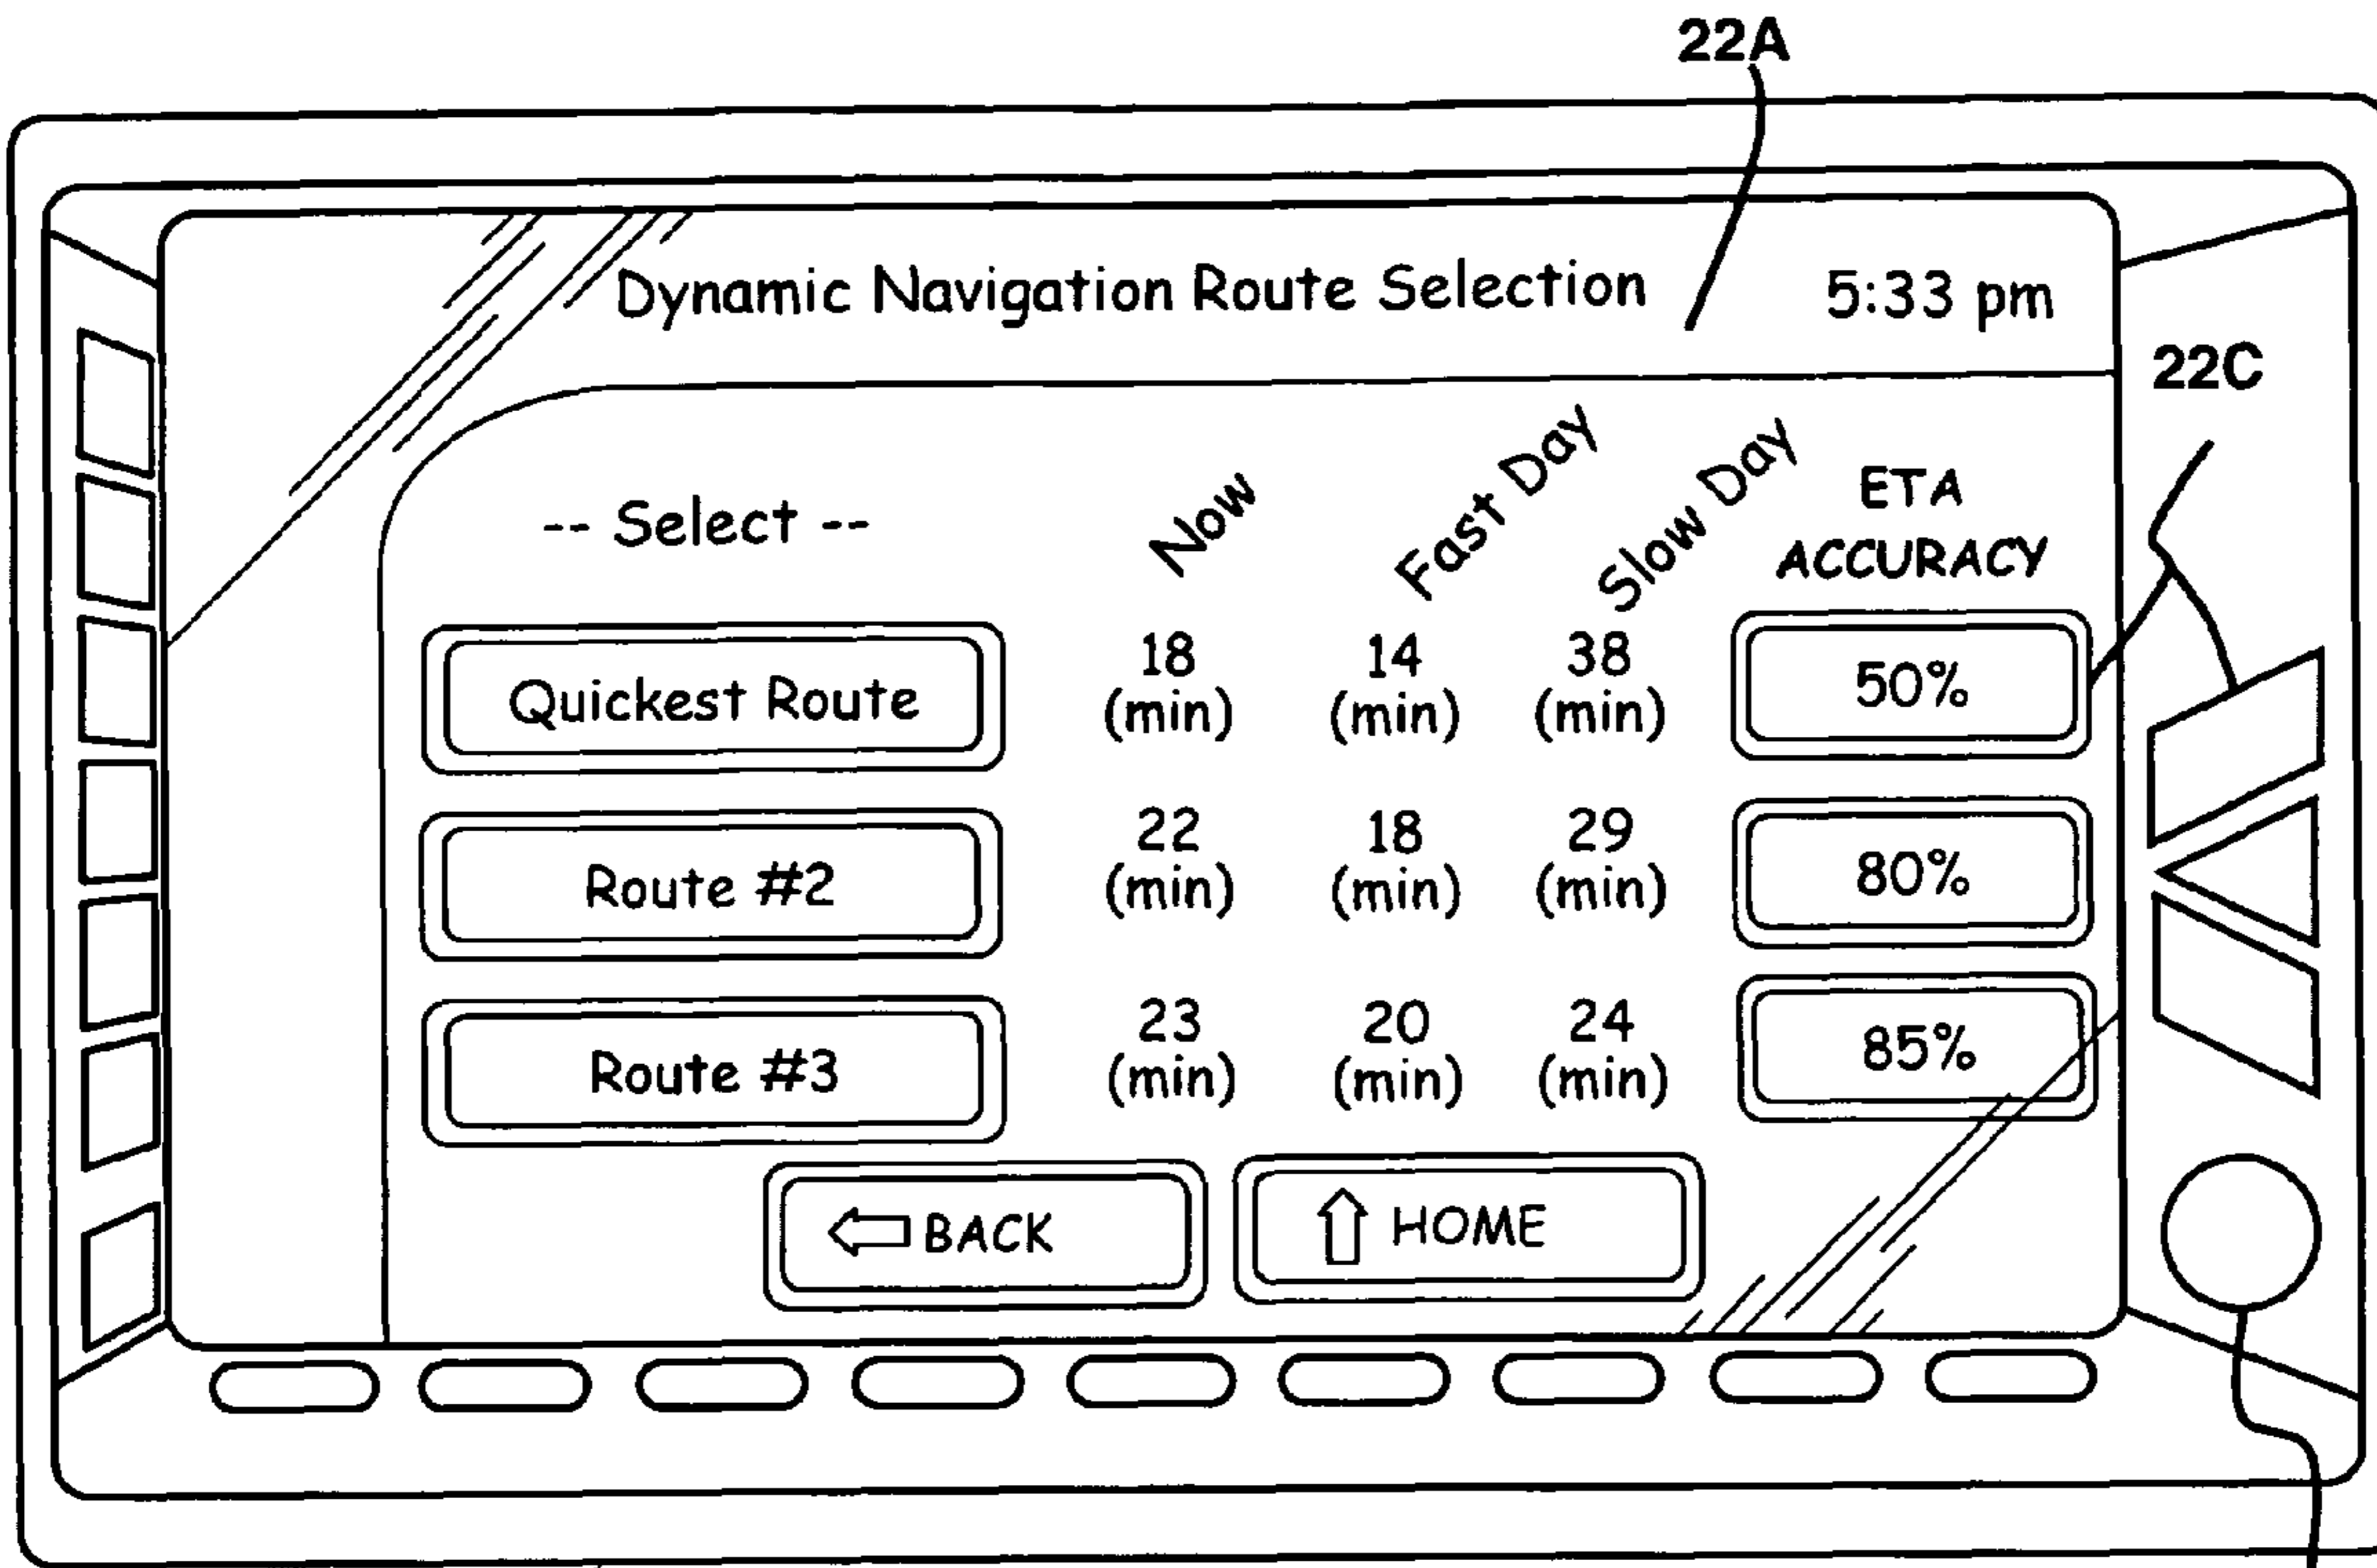 22A
Dynamic Navigation Route Selection 5:33 pm
22C
-- Select -- Now Fast Day Slow Day ETA
ACCURACY
Quickest Route 18 14 38 50%
(min) (min) (min)
Route #2 22 18 29 80%
(min) (min) (min)
Route #3 23 20 24 85%
(min) (min) (min)
BACK HOME